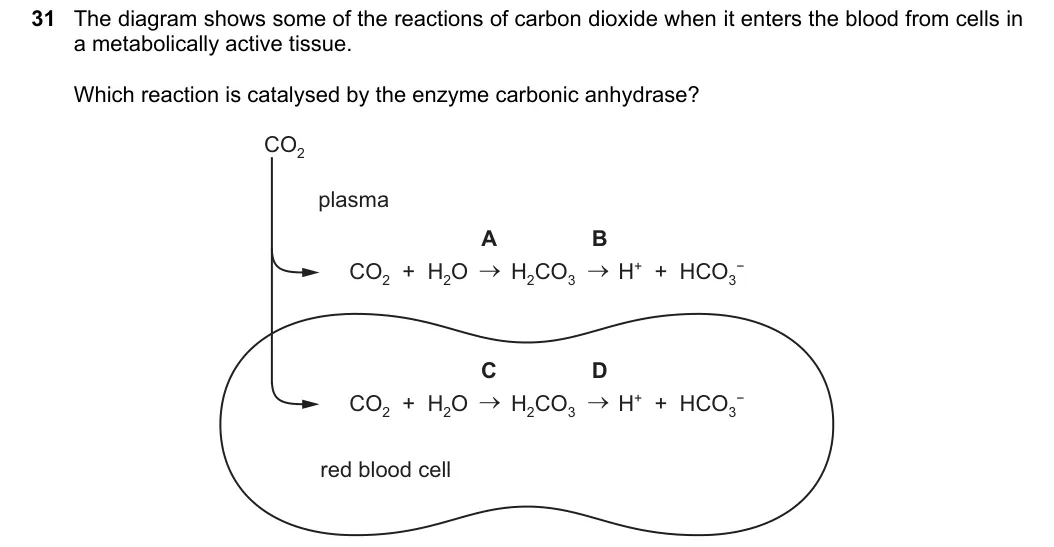 31 The diagram shows some of the reactions of carbon dioxide when it enters the blood from cells in
a metabolically active tissue.
Which reaction is catalysed by the enzyme carbonic anhydrase?
CO₂
plasma
A B
CO₂ + H₂O → H₂CO₃ → H⁺ + HCO₃⁻
C D
CO₂ + H₂O → H₂CO₃ → H⁺ + HCO₃⁻
red blood cell